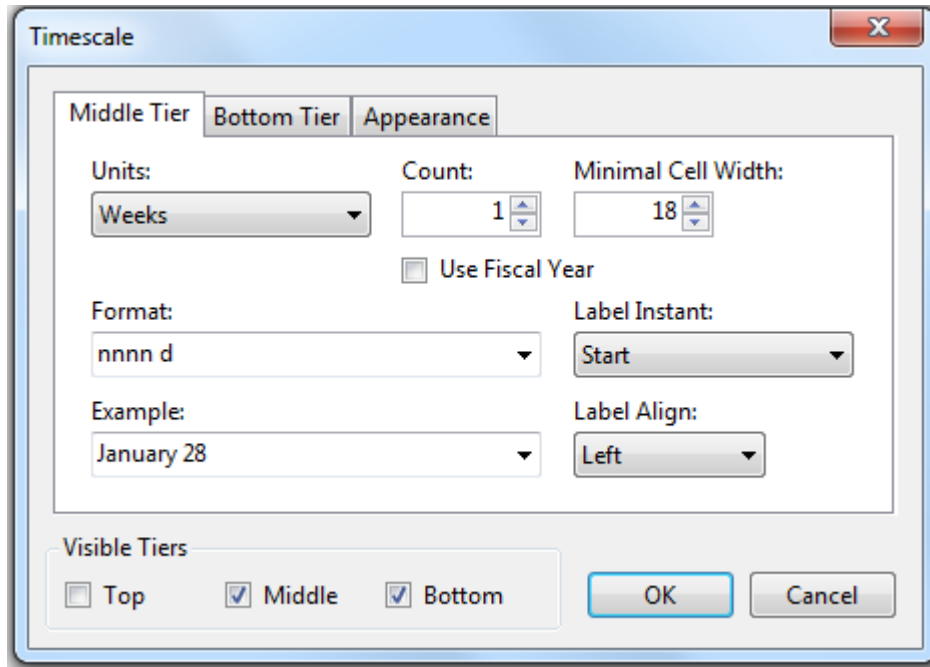 Timescale
Middle Tier Bottom Tier Appearance
Units: Count: Minimal Cell Width:
Weeks 1 18
Use Fiscal Year
Format: Label Instant:
nnnn d Start
Example: Label Align:
January 28 Left
Visible Tiers
Top Middle Bottom OK Cancel